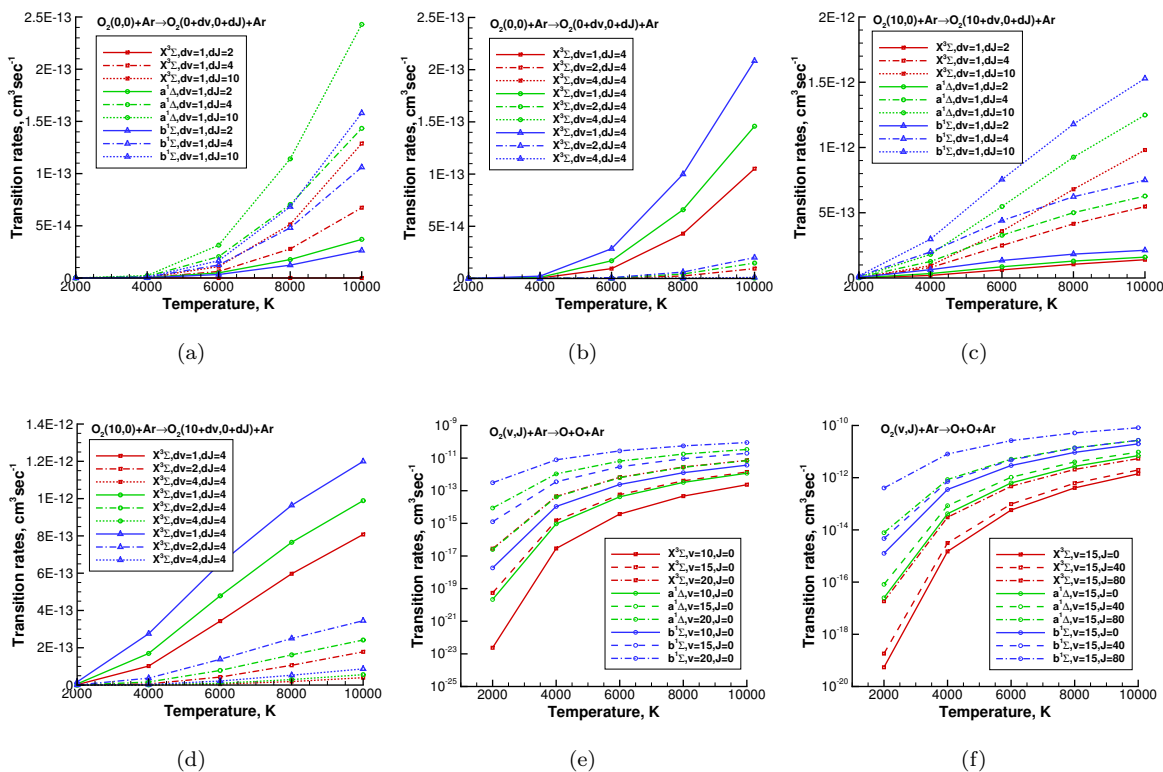 O₂(0,0)+Ar→O₂(0+dv,0+dJ)+Ar
Transition rates, cm³sec⁻¹
2.5E-13
2E-13
1.5E-13
1E-13
5E-14
0
X³Σ,dv=1,dJ=2
X³Σ,dv=1,dJ=4
X³Σ,dv=1,dJ=10
a¹Δ,dv=1,dJ=2
a¹Δ,dv=1,dJ=4
a¹Δ,dv=1,dJ=10
b¹Σ,dv=1,dJ=2
b¹Σ,dv=1,dJ=4
b¹Σ,dv=1,dJ=10
2000 4000 6000 8000 10000
Temperature, K
(a)
O₂(0,0)+Ar→O₂(0+dv,0+dJ)+Ar
Transition rates, cm³sec⁻¹
2.5E-13
2E-13
1.5E-13
1E-13
5E-14
0
X³Σ,dv=1,dJ=4
X³Σ,dv=2,dJ=4
X³Σ,dv=4,dJ=4
X³Σ,dv=1,dJ=4
X³Σ,dv=2,dJ=4
X³Σ,dv=4,dJ=4
X³Σ,dv=1,dJ=4
X³Σ,dv=2,dJ=4
X³Σ,dv=4,dJ=4
2000 4000 6000 8000 10000
Temperature, K
(b)
O₂(10,0)+Ar→O₂(10+dv,0+dJ)+Ar
Transition rates, cm³sec⁻¹
2E-12
1.5E-12
1E-12
5E-13
0
X³Σ,dv=1,dJ=2
X³Σ,dv=1,dJ=4
X³Σ,dv=1,dJ=10
a¹Δ,dv=1,dJ=2
a¹Δ,dv=1,dJ=4
a¹Δ,dv=1,dJ=10
b¹Σ,dv=1,dJ=2
b¹Σ,dv=1,dJ=4
b¹Σ,dv=1,dJ=10
2000 4000 6000 8000 10000
Temperature, K
(c)
O₂(10,0)+Ar→O₂(10+dv,0+dJ)+Ar
Transition rates, cm³sec⁻¹
1.4E-12
1.2E-12
1E-12
8E-13
6E-13
4E-13
2E-13
0
X³Σ,dv=1,dJ=4
X³Σ,dv=2,dJ=4
X³Σ,dv=4,dJ=4
X³Σ,dv=1,dJ=4
X³Σ,dv=2,dJ=4
X³Σ,dv=4,dJ=4
X³Σ,dv=1,dJ=4
X³Σ,dv=2,dJ=4
X³Σ,dv=4,dJ=4
2000 4000 6000 8000 10000
Temperature, K
(d)
O₂(v,J)+Ar→O+O+Ar
Transition rates, cm³sec⁻¹
10⁻⁹
10⁻¹¹
10⁻¹³
10⁻¹⁵
10⁻¹⁷
10⁻¹⁹
10⁻²¹
10⁻²³
10⁻²⁵
X³Σ,v=10,J=0
X³Σ,v=15,J=0
X³Σ,v=20,J=0
a¹Δ,v=10,J=0
a¹Δ,v=15,J=0
a¹Δ,v=20,J=0
b¹Σ,v=10,J=0
b¹Σ,v=15,J=0
b¹Σ,v=20,J=0
2000 4000 6000 8000 10000
Temperature, K
(e)
O₂(v,J)+Ar→O+O+Ar
Transition rates, cm³sec⁻¹
10⁻¹⁰
10⁻¹²
10⁻¹⁴
10⁻¹⁶
10⁻¹⁸
10⁻²⁰
X³Σ,v=15,J=0
X³Σ,v=15,J=40
X³Σ,v=15,J=80
a¹Δ,v=15,J=0
a¹Δ,v=15,J=40
a¹Δ,v=15,J=80
b¹Σ,v=15,J=0
b¹Σ,v=15,J=40
b¹Σ,v=15,J=80
2000 4000 6000 8000 10000
Temperature, K
(f)